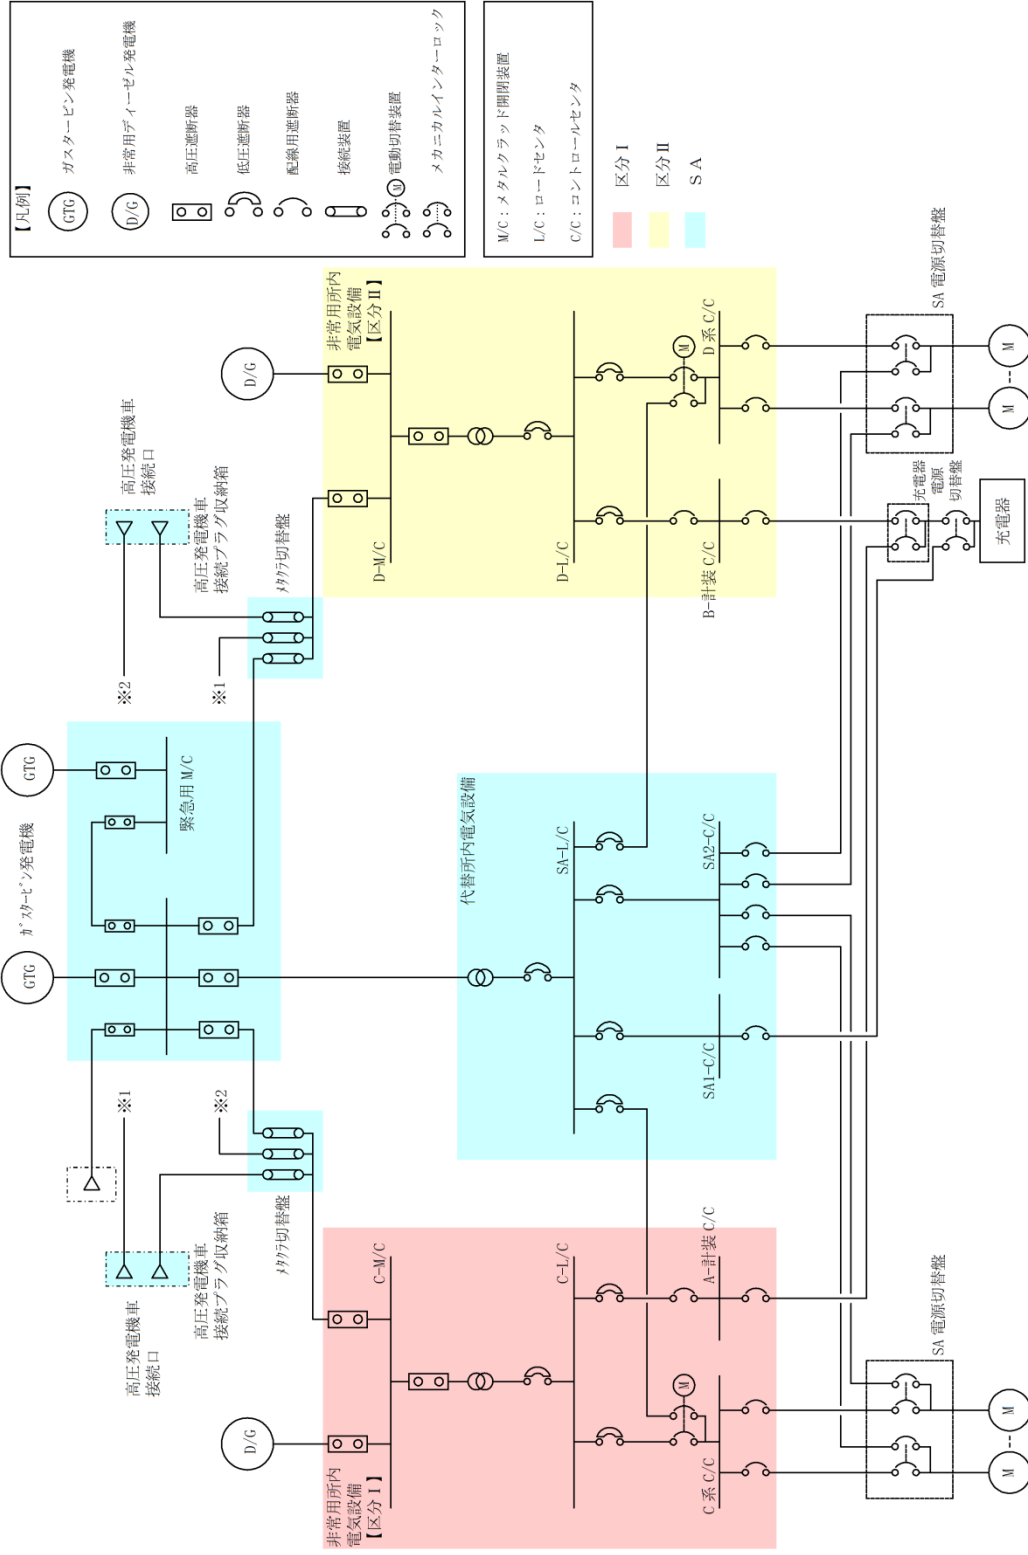 【凡例】
GTG
ガスタービン発電機
D/G
非常用ディーゼル発電機
高圧遮断器
低圧遮断器
配線用遮断器
接続装置
M
電動切替装置
メカニカルインターロック
M/C：メタルクラッド開閉装置
L/C：ロードセンタ
C/C：コントロールセンタ
区分Ⅰ
区分Ⅱ
ＳＡ
ｶﾞｽﾀｰﾋﾞﾝ発電機
GTG
GTG
緊急用 M/C
※1
※2
※2
※1
高圧発電機車
接続口
高圧発電機車
接続プラグ収納箱
ﾒﾀｸﾗ切替盤
高圧発電機車
接続口
高圧発電機車
接続プラグ収納箱
ﾒﾀｸﾗ切替盤
D/G
D/G
非常用所内
電気設備
【区分Ⅰ】
C-M/C
C-L/C
M
C 系 C/C
A-計装 C/C
代替所内電気設備
SA-L/C
SA1-C/C
SA2-C/C
非常用所内
電気設備
【区分Ⅱ】
D-M/C
D-L/C
M
B-計装 C/C
D 系 C/C
SA 電源切替盤
M
M
充電器
電源
切替盤
充電器
SA 電源切替盤
M
M